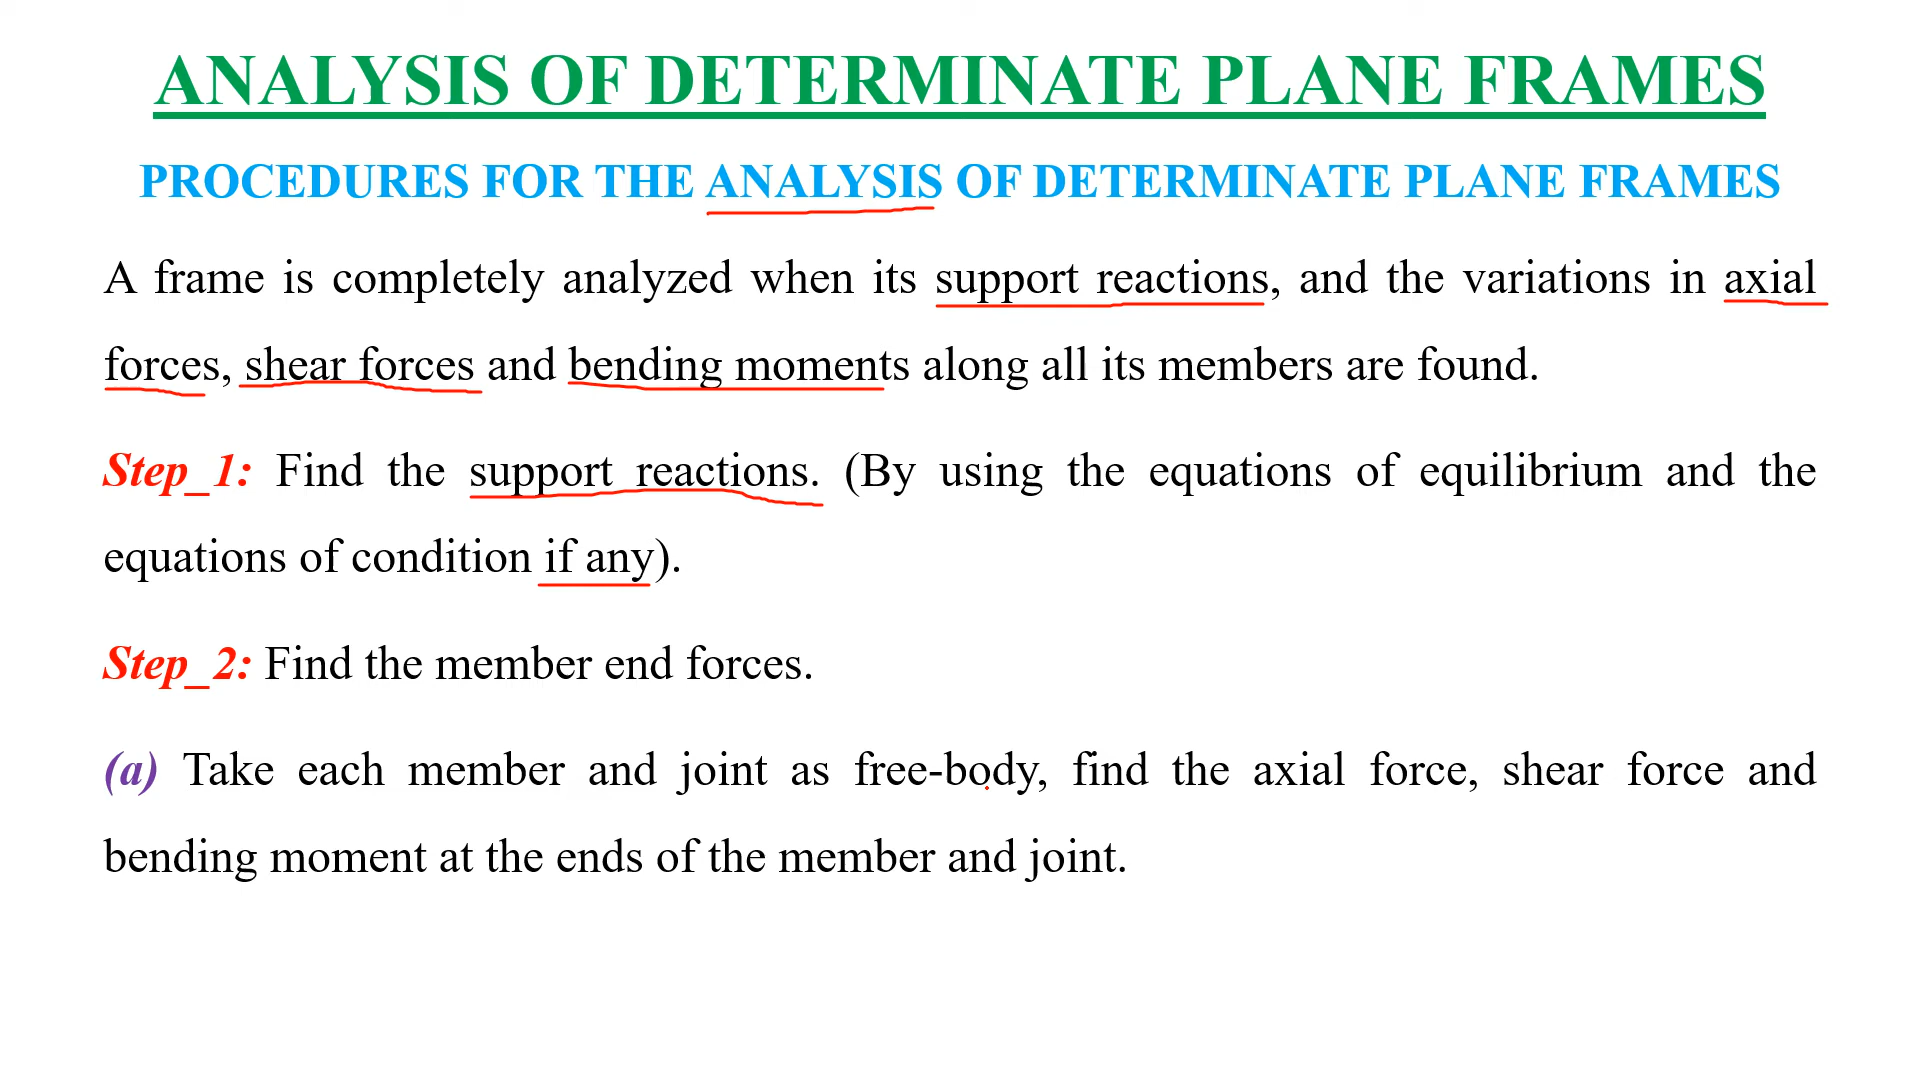 ANALYSIS OF DETERMINATE PLANE FRAMES
PROCEDURES FOR THE ANALYSIS OF DETERMINATE PLANE FRAMES
A frame is completely analyzed when its support reactions, and the variations in axial
forces, shear forces and bending moments along all its members are found.
Step_1: Find the support reactions. (By using the equations of equilibrium and the
equations of condition if any).
Step_2: Find the member end forces.
(a) Take each member and joint as free-body, find the axial force, shear force and
bending moment at the ends of the member and joint.